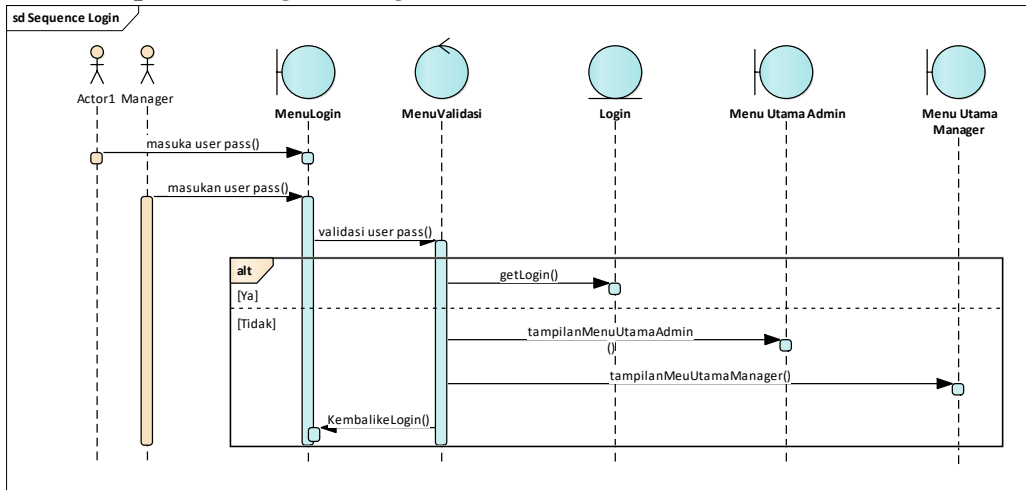 sd Sequence Login
Actor1
Manager
MenuLogin
MenuValidasi
Login
Menu Utama Admin
Menu Utama
Manager
masuka user pass()
masukan user pass()
validasi user pass()
alt
getLogin()
[Ya]
[Tidak]
tampilanMenuUtamaAdmin
()
tampilanMeuUtamaManager()
KembalikeLogin()